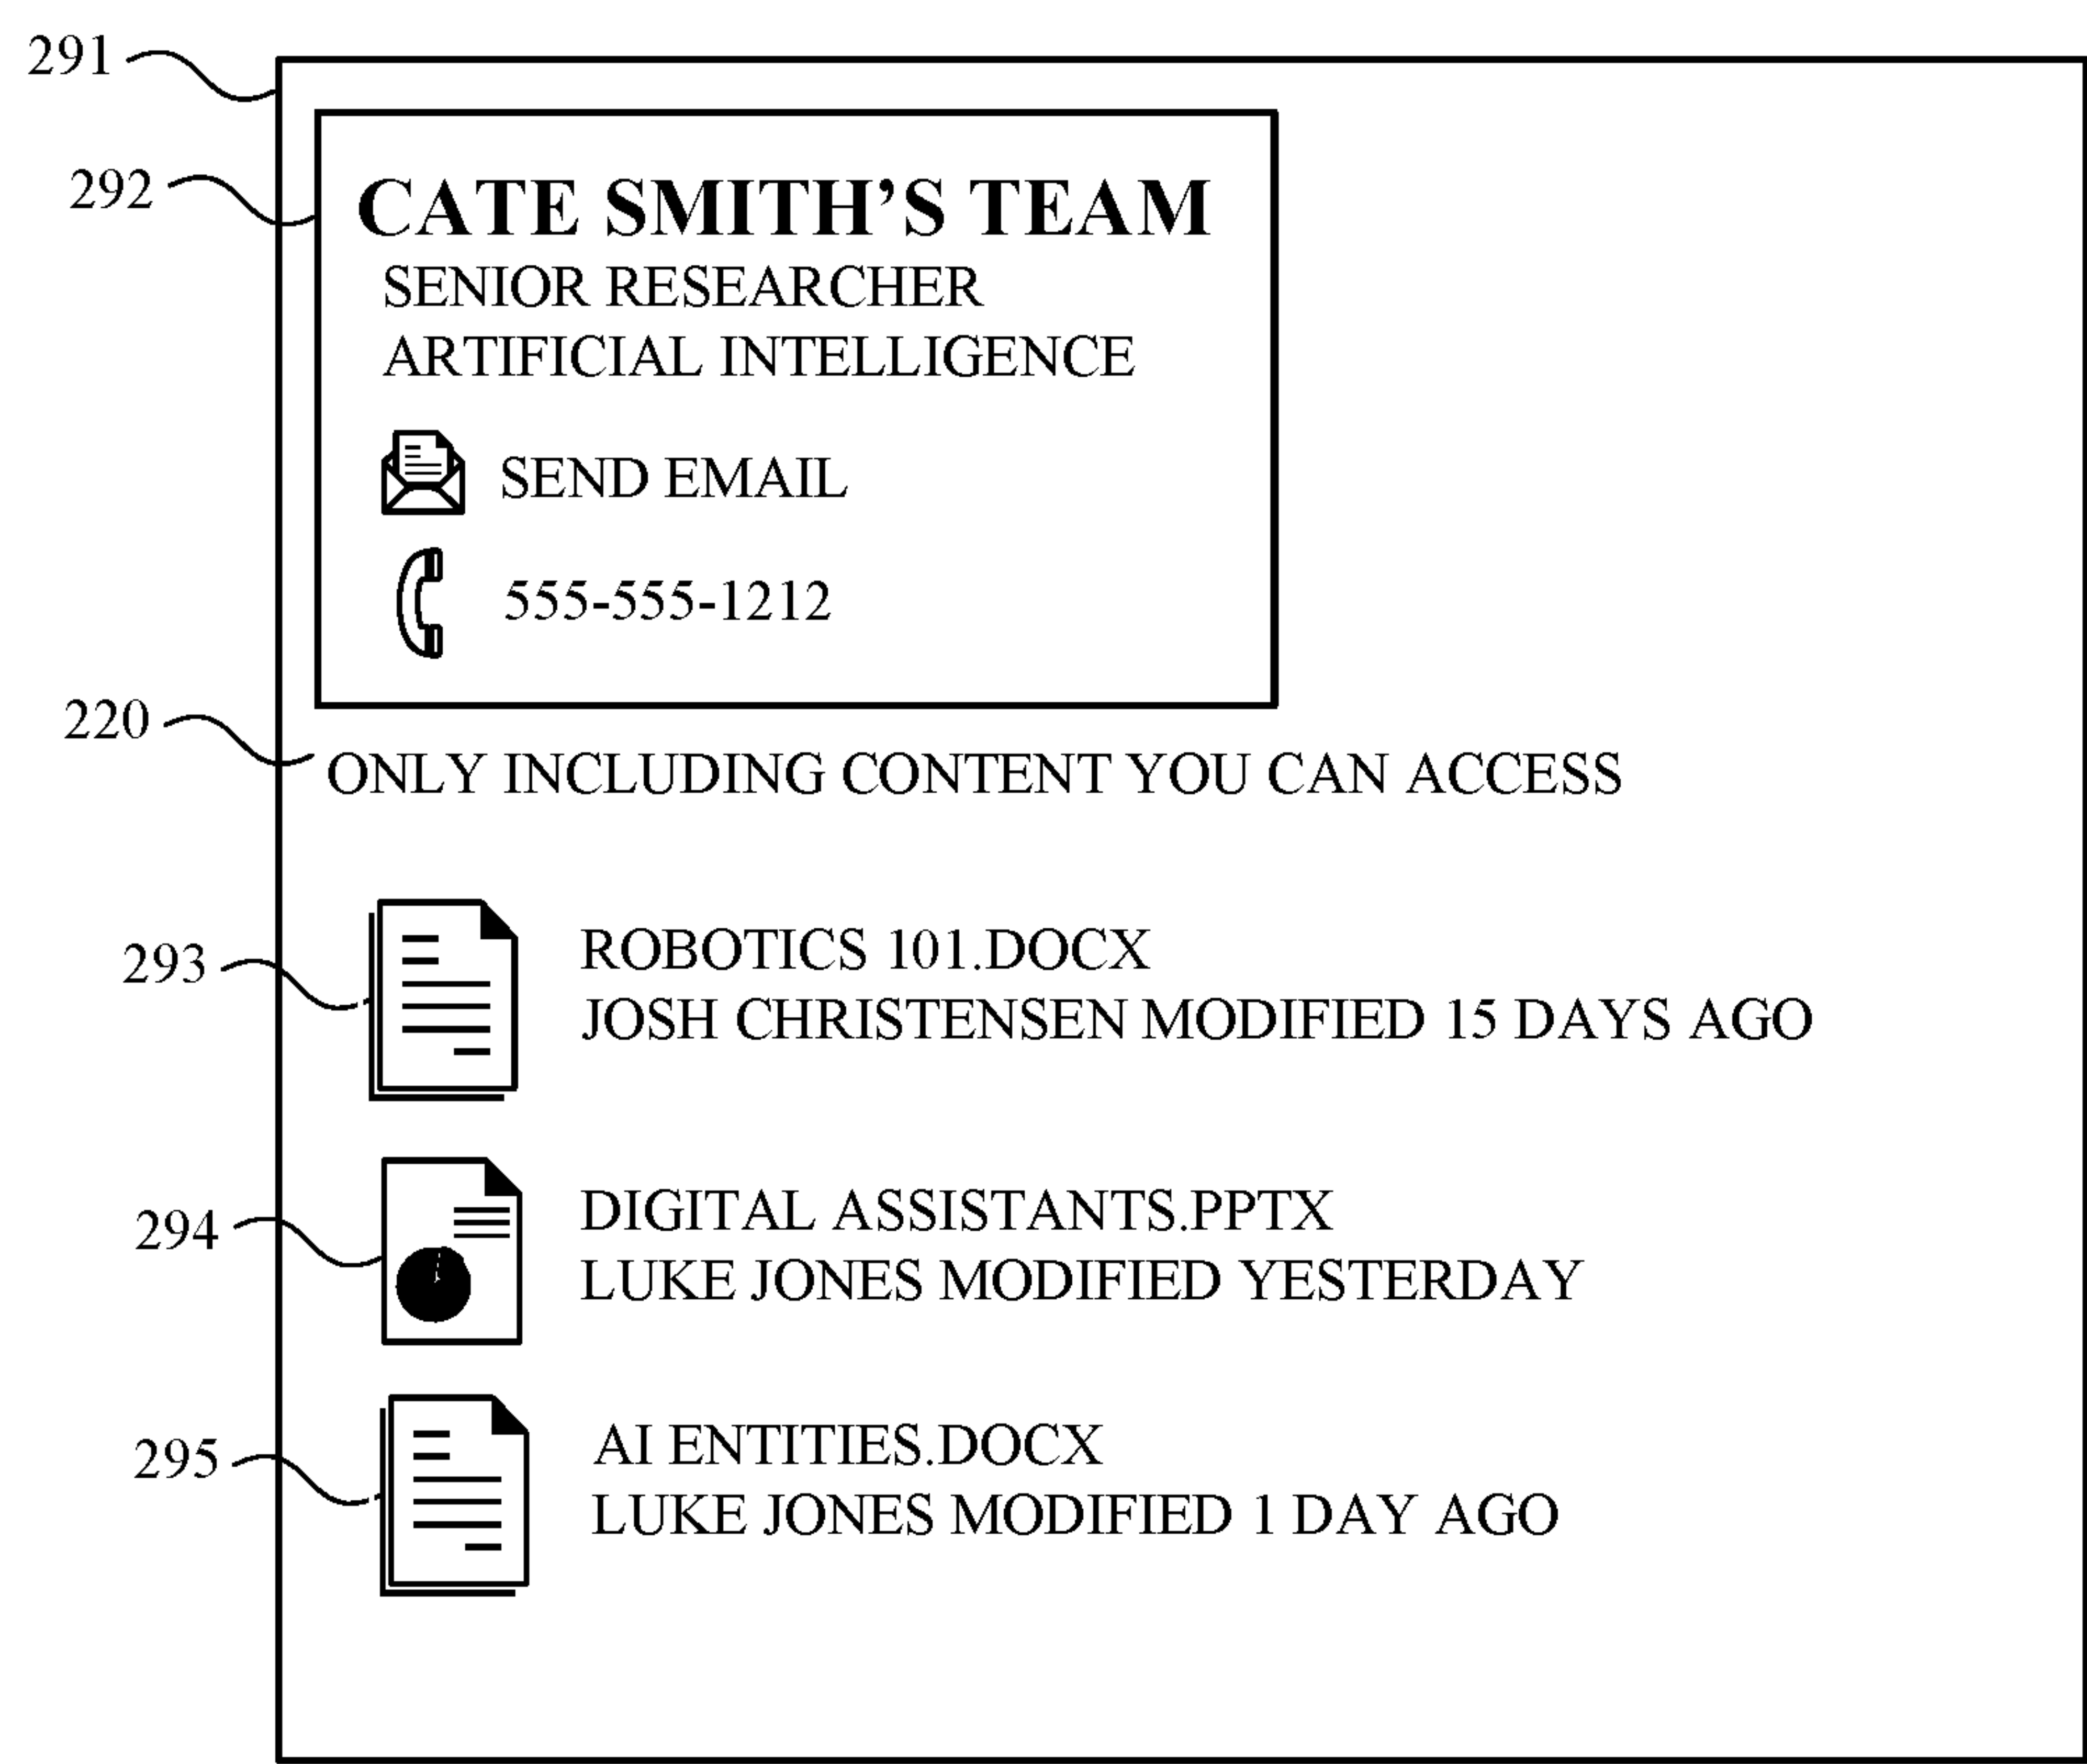 291
292
CATE SMITH’S TEAM
SENIOR RESEARCHER
ARTIFICIAL INTELLIGENCE
SEND EMAIL
555-555-1212
220
ONLY INCLUDING CONTENT YOU CAN ACCESS
293
ROBOTICS 101.DOCX
JOSH CHRISTENSEN MODIFIED 15 DAYS AGO
294
DIGITAL ASSISTANTS.PPTX
LUKE JONES MODIFIED YESTERDAY
295
AI ENTITIES.DOCX
LUKE JONES MODIFIED 1 DAY AGO